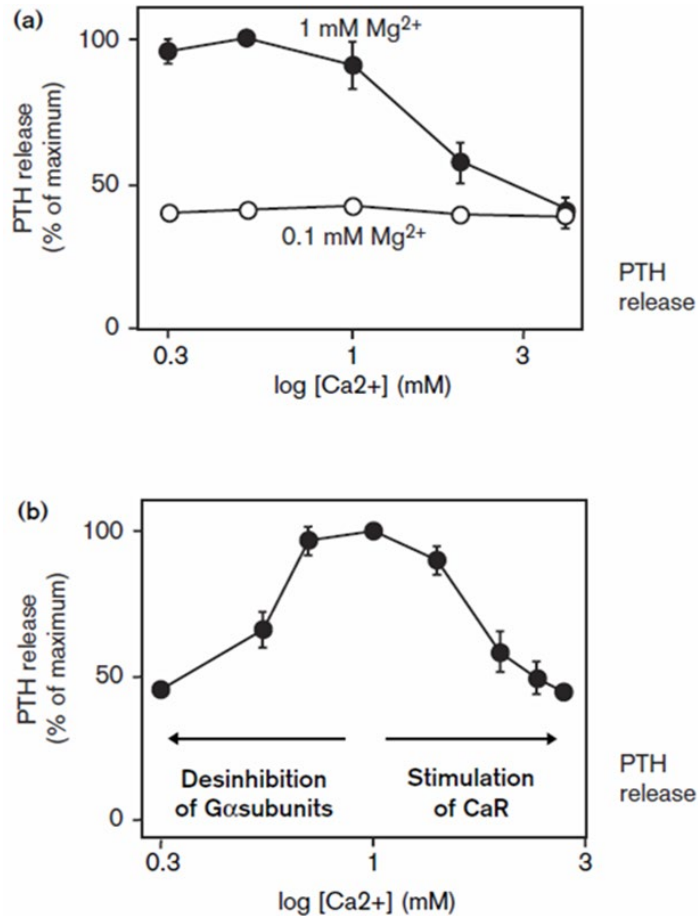 (a)
1 mM Mg²⁺
100
50
0
PTH release
(% of maximum)
0.1 mM Mg²⁺
0.3
1
3
log [Ca2+] (mM)
PTH
release
(b)
100
50
0
PTH release
(% of maximum)
Desinhibition
of Gαsubunits
Stimulation
of CaR
0.3
1
3
log [Ca2+] (mM)
PTH
release